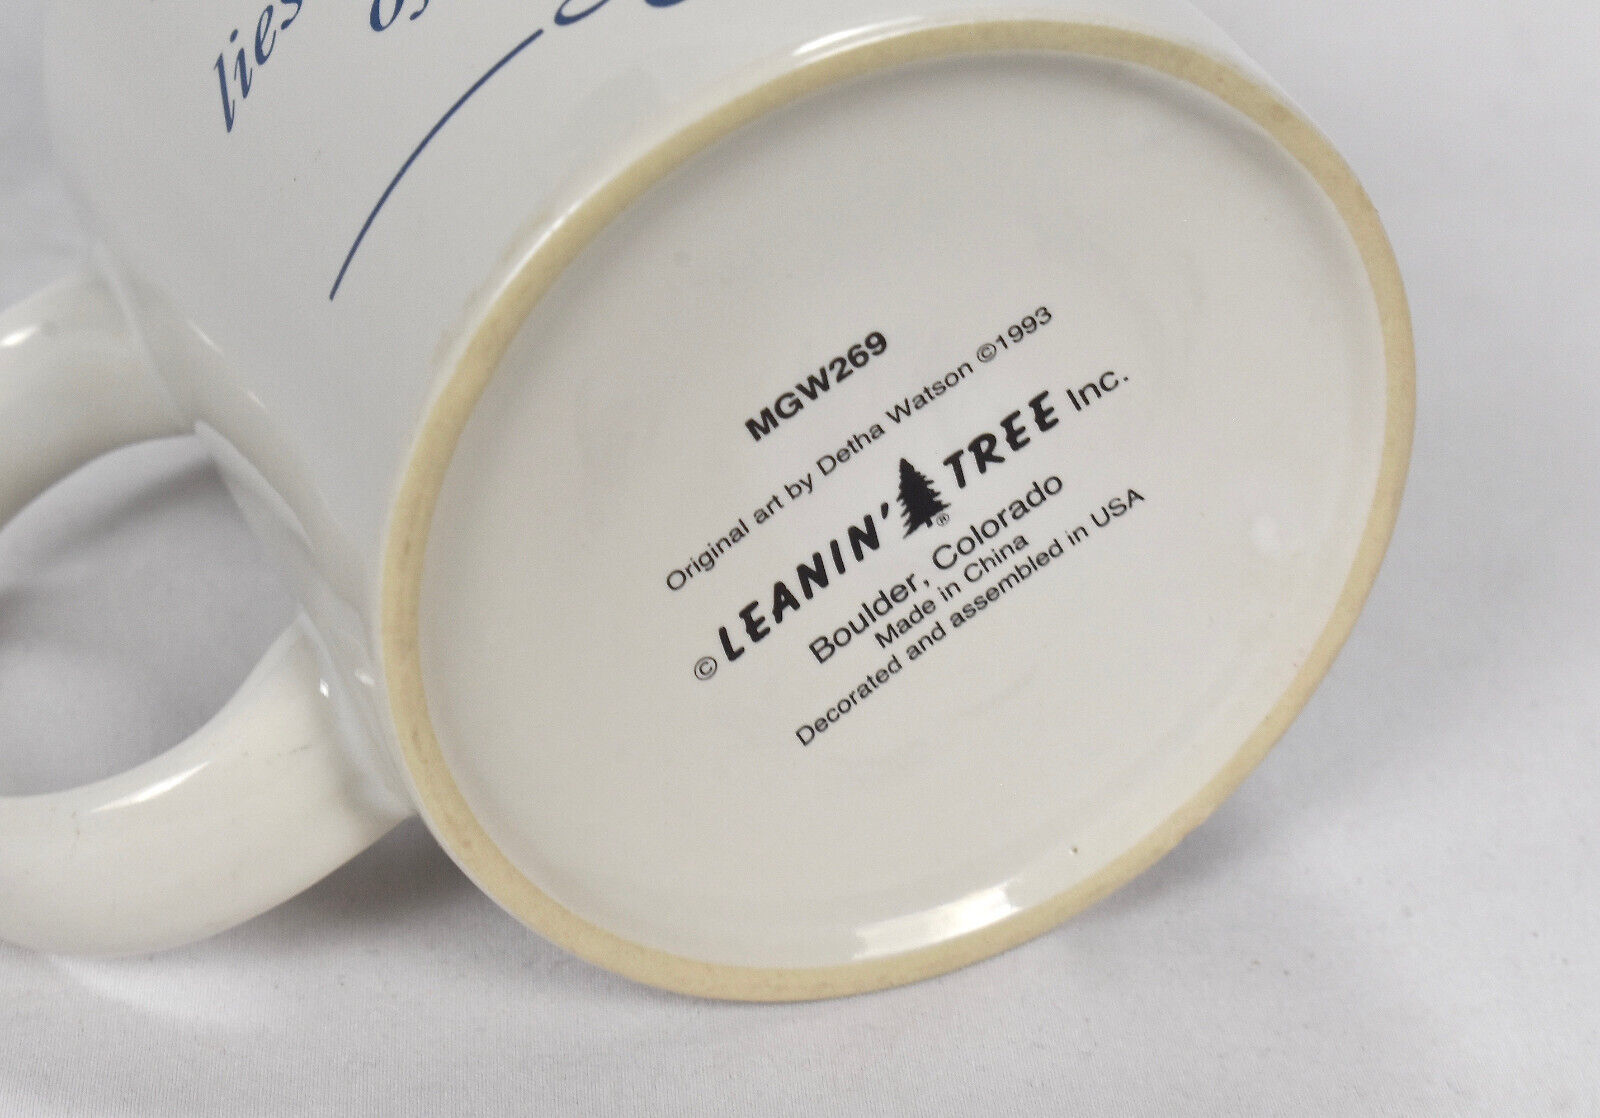 lies
MGW269
Original art by Detha Watson ©1993
© LEANIN' TREE® Inc.
Boulder, Colorado
Made in China
Decorated and assembled in USA